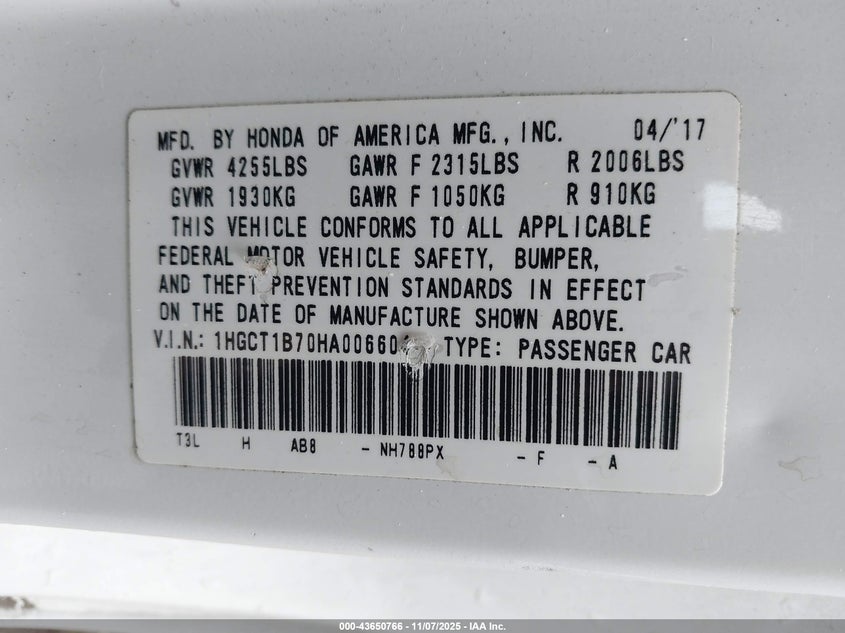 MFD. BY HONDA OF AMERICA MFG., INC. 04/'17
GVWR 4255LBS GAWR F 2315LBS R 2006LBS
GVWR 1930KG GAWR F 1050KG R 910KG
THIS VEHICLE CONFORMS TO ALL APPLICABLE
FEDERAL MOTOR VEHICLE SAFETY, BUMPER,
AND THEFT PREVENTION STANDARDS IN EFFECT
ON THE DATE OF MANUFACTURE SHOWN ABOVE.
V.I.N.: TYPE: PASSENGER CAR
T3L H AB8 - NH788PX - F - A
000-43650766 - 11/07/2025 - IAA Inc.